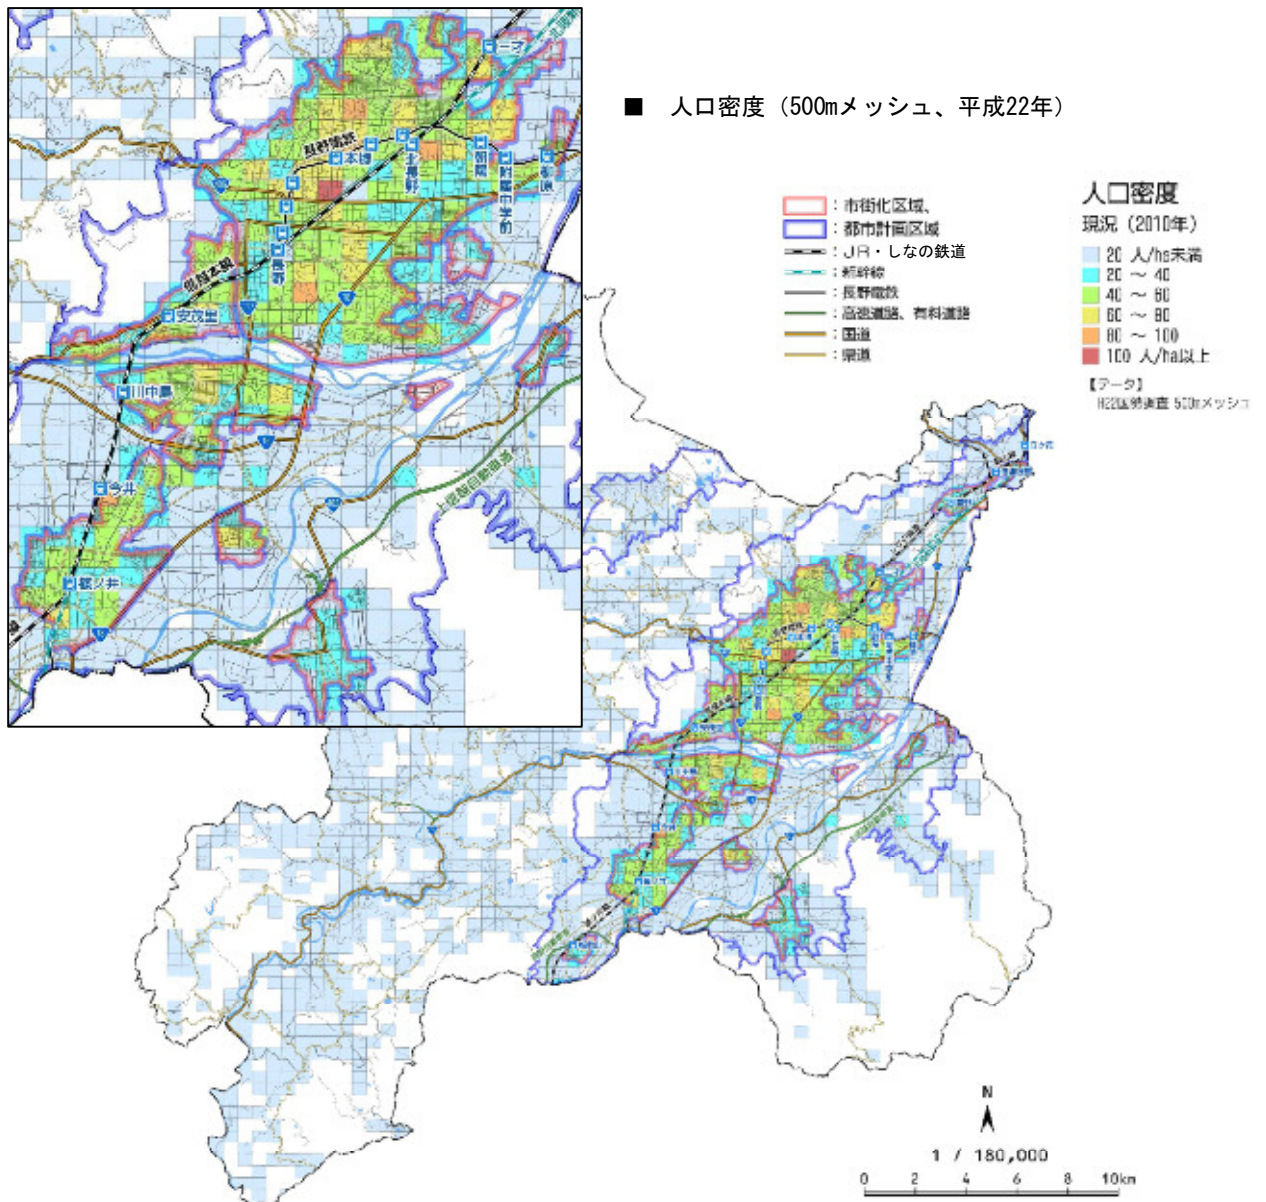 ■ 人口密度（500mメッシュ、平成22年）
：市街化区域、
：都市計画区域
：ＪＲ・しなの鉄道
：新幹線
：長野電鉄
：高速道路、有料道路
：国道
：県道
人口密度
現況（2010年）
20 人/ha未満
20 ～ 40
40 ～ 60
60 ～ 80
80 ～ 100
100 人/ha以上
【データ】
H22国勢調査 500mメッシュ
長野電鉄
本郷
北長野
朝陽
附属中学前
柳原
長野
信越本線
安茂里
川中島
今井
篠ノ井
上信越自動車道
N
1 / 180,000
0 2 4 6 8 10km